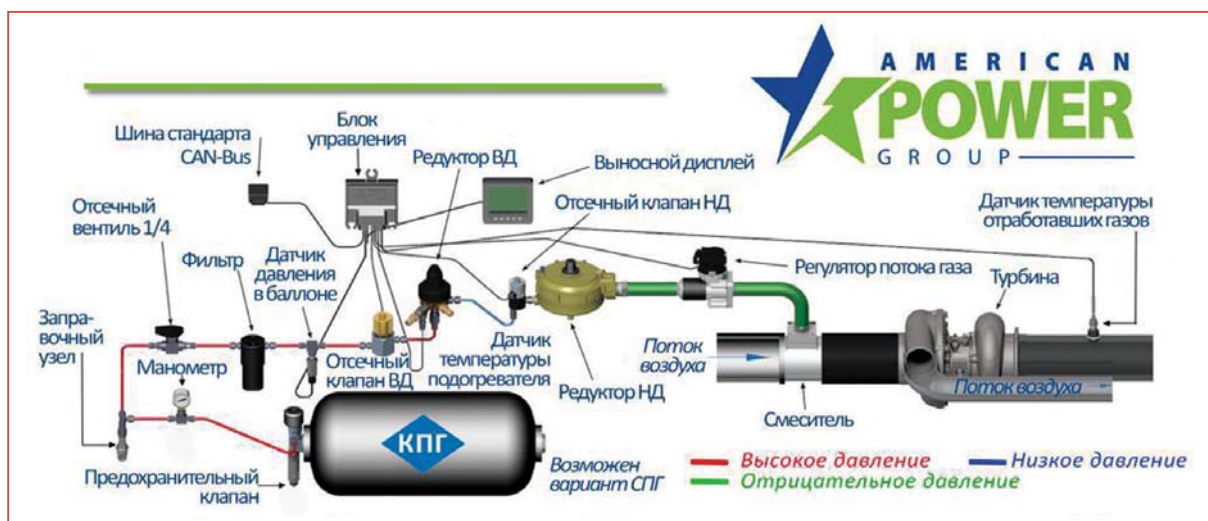 AMERICAN
POWER
GROUP
Шина стандарта
CAN-Bus
Блок
управления
Редуктор ВД
Выносной дисплей
Отсечный клапан НД
Датчик температуры
отработавших газов
Отсечный
вентиль 1/4
Фильтр
Датчик
давления
в баллоне
Регулятор потока газа
Турбина
Запра-
вочный
узел
Манометр
Отсечный
клапан ВД
Датчик
температуры
подогревателя
Редуктор НД
Поток
воздуха
Поток воздуха
Смеситель
Предохранительный
клапан
КПГ
Возможен
вариант СПГ
Высокое давление
Низкое давление
Отрицательное давление